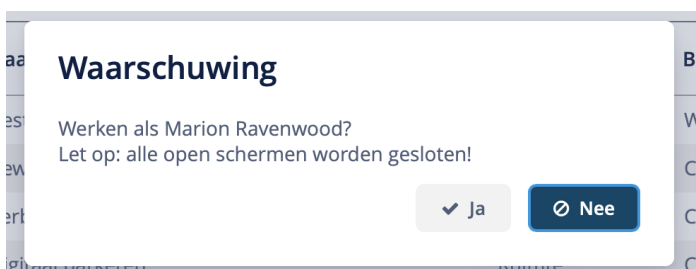 Waarschuwing
Werken als Marion Ravenwood?
Let op: alle open schermen worden gesloten!
Ja
Nee